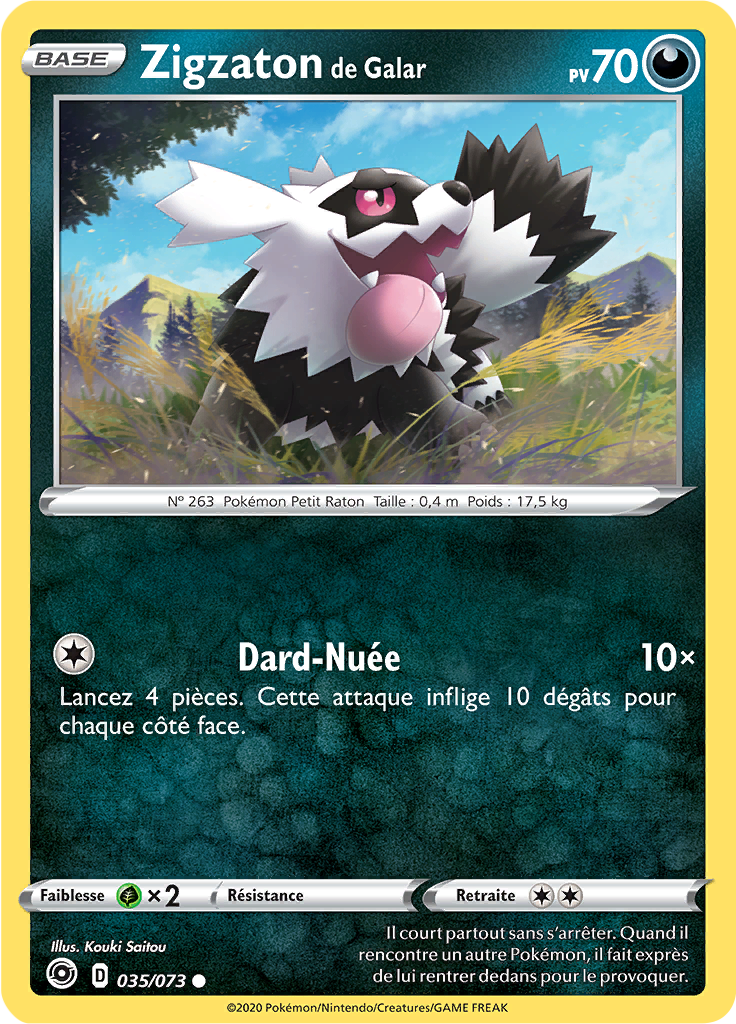 BASE
Zigzaton de Galar
PV 70
N° 263 Pokémon Petit Raton Taille : 0,4 m Poids : 17,5 kg
Dard-Nuée 10×
Lancez 4 pièces. Cette attaque inflige 10 dégâts pour
chaque côté face.
Faiblesse ×2 Résistance Retraite
Illus. Kouki Saitou
Il court partout sans s'arrêter. Quand il
rencontre un autre Pokémon, il fait exprès
de lui rentrer dedans pour le provoquer.
D 035/073
©2020 Pokémon/Nintendo/Creatures/GAME FREAK